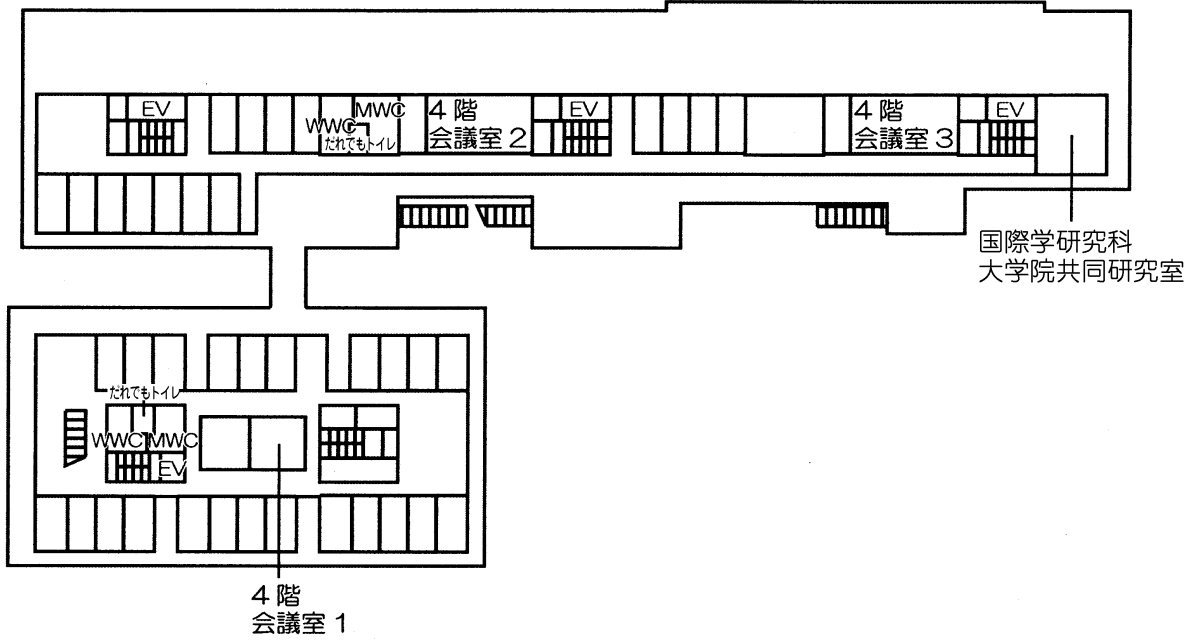 EV
MWC
WWC
だれでもトイレ
4階
会議室2
EV
4階
会議室3
EV
国際学研究科
大学院共同研究室
だれでもトイレ
WWC
MWC
EV
4階
会議室1